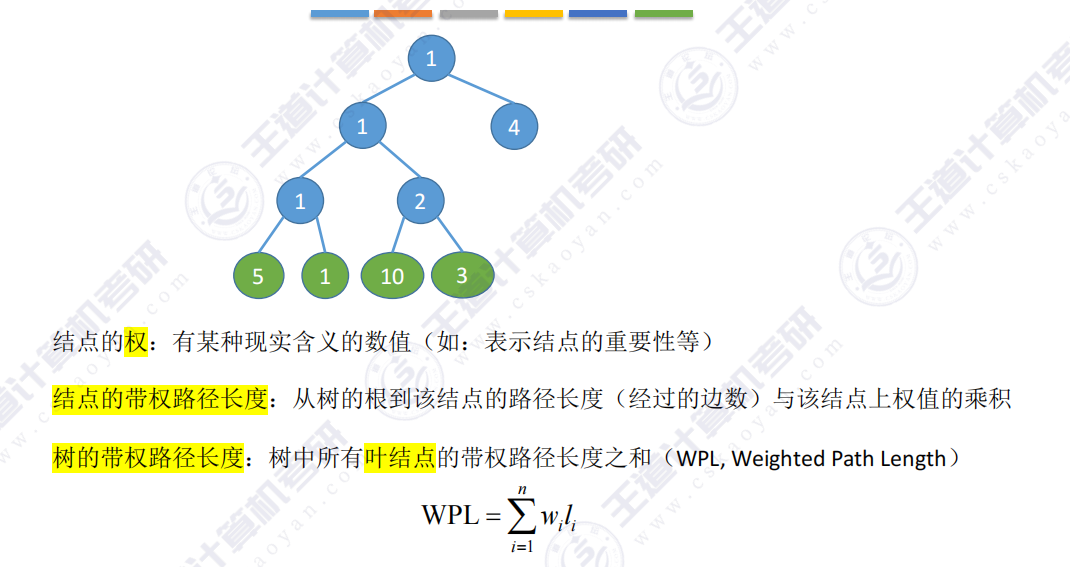 1
1
4
1
2
5
1
10
3
结点的权：有某种现实含义的数值（如：表示结点的重要性等）
结点的带权路径长度：从树的根到该结点的路径长度（经过的边数）与该结点上权值的乘积
树的带权路径长度：树中所有叶结点的带权路径长度之和（WPL, Weighted Path Length）
WPL = ∑_{i=1}^{n} w_i l_i
王道计算机考研
www.cskaoyan.com